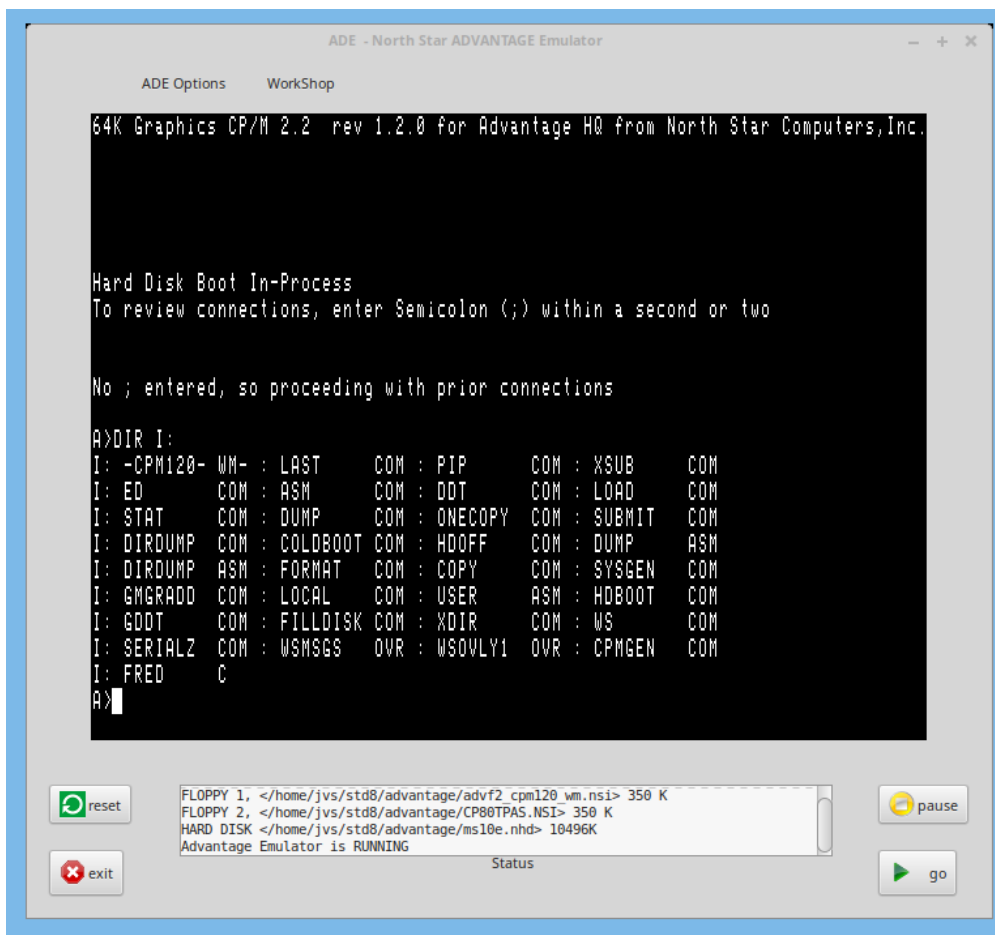 ADE - North Star ADVANTAGE Emulator
ADE Options WorkShop
64K Graphics CP/M 2.2 rev 1.2.0 for Advantage HQ from North Star Computers,Inc.
Hard Disk Boot In-Process
To review connections, enter Semicolon (;) within a second or two
No ; entered, so proceeding with prior connections
A>DIR I:
I: -CPM120- WM- : LAST     COM : PIP      COM : XSUB     COM
I: ED       COM : ASM      COM : DDT      COM : LOAD     COM
I: STAT     COM : DUMP     COM : ONECOPY  COM : SUBMIT   COM
I: DIRDUMP  COM : COLDBOOT COM : HDOFF    COM : DUMP     ASM
I: DIRDUMP  ASM : FORMAT   COM : COPY     COM : SYSGEN   COM
I: GMGRADD  COM : LOCAL    COM : USER     ASM : HDBOOT   COM
I: GDDT     COM : FILLDISK COM : XDIR     COM : WS       COM
I: SERIALZ  COM : WSMSGS   OVR : WSOVLY1  OVR : CPMGEN   COM
I: FRED     C
A>
reset
FLOPPY 1, </home/jvs/std8/advantage/advf2_cpm120_wm.nsi> 350 K
FLOPPY 2, </home/jvs/std8/advantage/CP80TPAS.NSI> 350 K
HARD DISK </home/jvs/std8/advantage/ms10e.nhd> 10496K
Advantage Emulator is RUNNING
pause
Status
exit
go